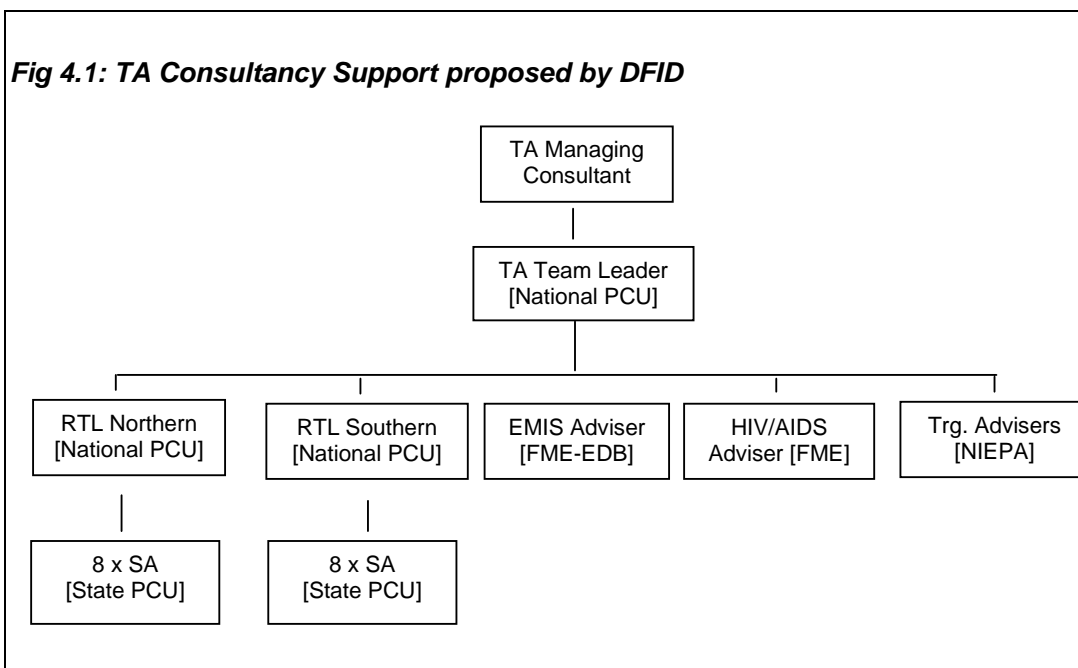 Fig 4.1: TA Consultancy Support proposed by DFID
TA Managing
Consultant
TA Team Leader
[National PCU]
RTL Northern
[National PCU]
RTL Southern
[National PCU]
EMIS Adviser
[FME-EDB]
HIV/AIDS
Adviser [FME]
Trg. Advisers
[NIEPA]
8 x SA
[State PCU]
8 x SA
[State PCU]